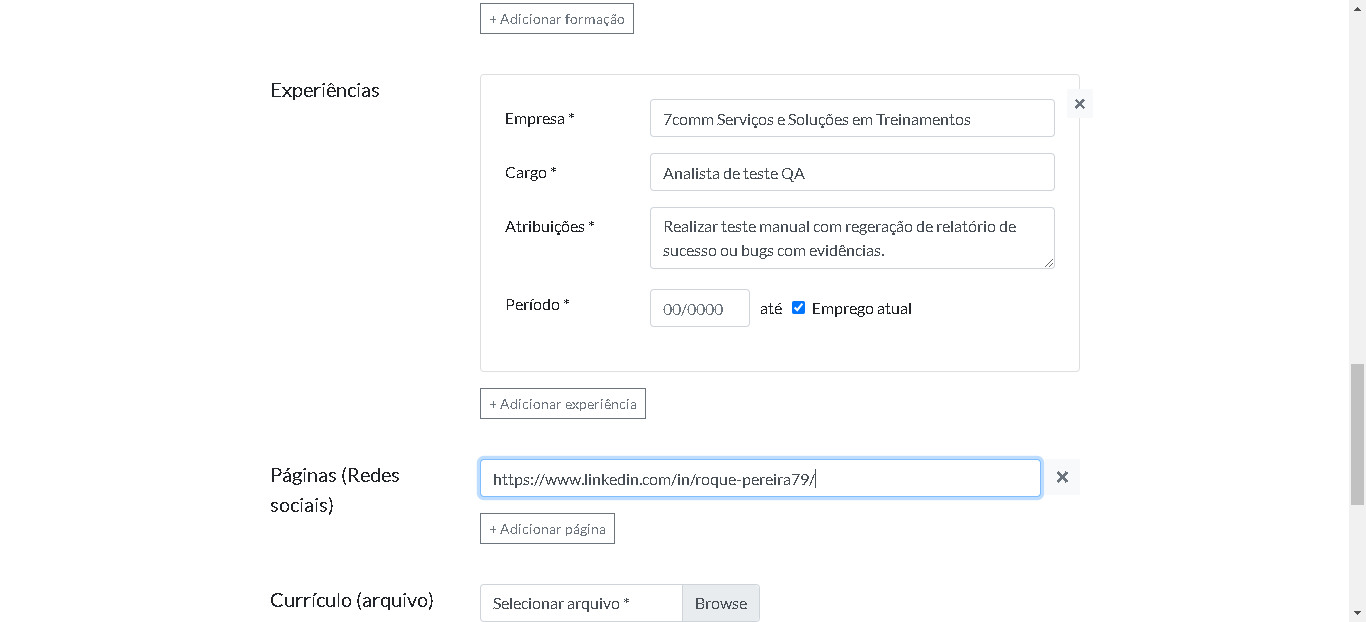 + Adicionar formação
Experiências
Empresa *
7comm Serviços e Soluções em Treinamentos
Cargo *
Analista de teste QA
Atribuições *
Realizar teste manual com regeração de relatório de
sucesso ou bugs com evidências.
Período *
00/0000
até
Emprego atual
+ Adicionar experiência
Páginas (Redes
sociais)
https://www.linkedin.com/in/roque-pereira79/
+ Adicionar página
Currículo (arquivo)
Selecionar arquivo *
Browse